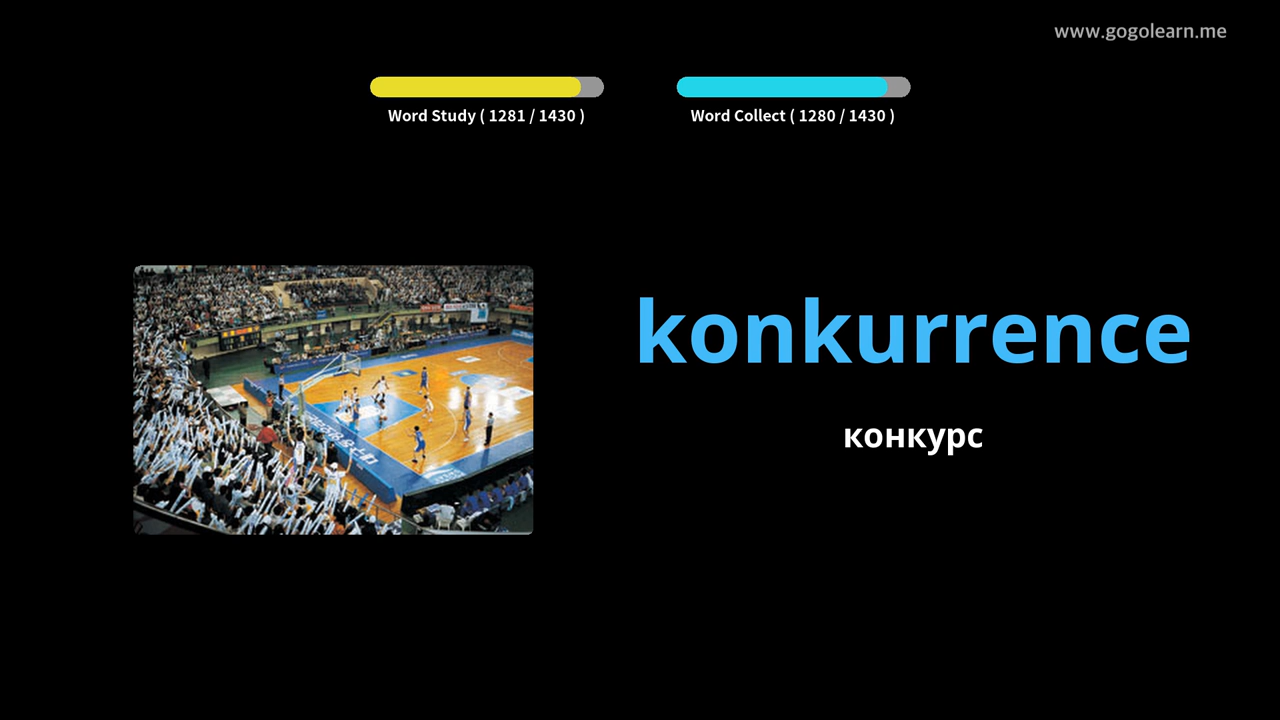 www.gogolearn.me
Word Study ( 1281 / 1430 )
Word Collect ( 1280 / 1430 )
konkurrence
конкурс